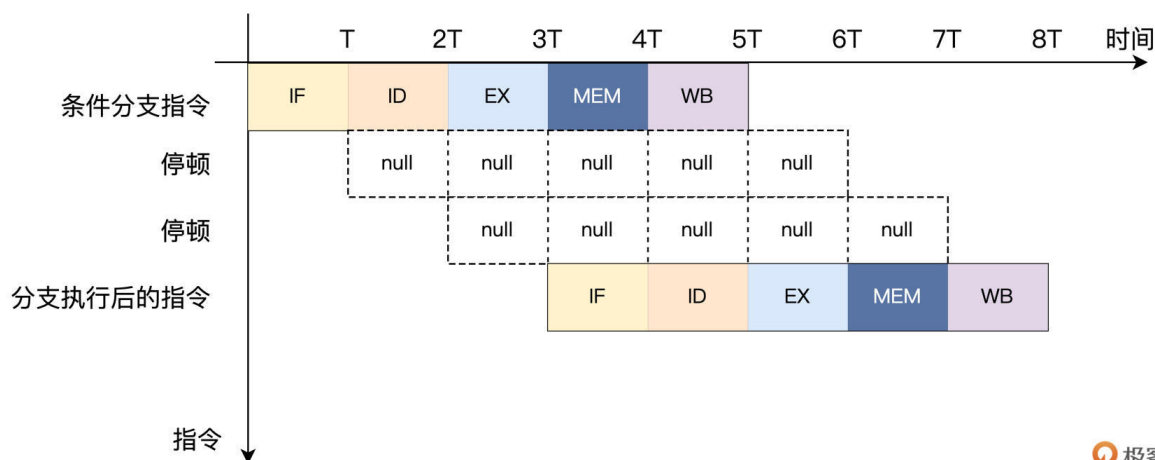 T 2T 3T 4T 5T 6T 7T 8T 时间
条件分支指令 IF ID EX MEM WB
停顿 null null null null null
停顿 null null null null null
分支执行后的指令 IF ID EX MEM WB
指令
极客